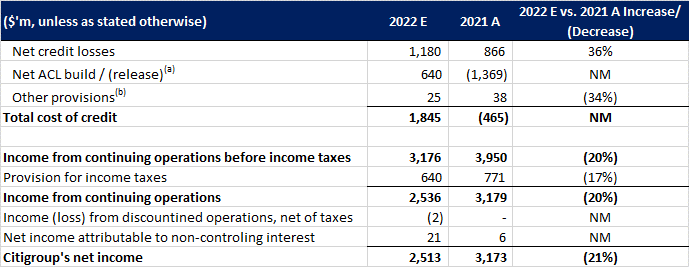 ($'m, unless as stated otherwise) 2022 E 2021 A 2022 E vs. 2021 A Increase/
(Decrease)
Net credit losses 1,180 866 36%
Net ACL build / (release)(a) 640 (1,369) NM
Other provisions(b) 25 38 (34%)
Total cost of credit 1,845 (465) NM
Income from continuing operations before income taxes 3,176 3,950 (20%)
Provision for income taxes 640 771 (17%)
Income from continuing operations 2,536 3,179 (20%)
Income (loss) from discountined operations, net of taxes (2) - NM
Net income attributable to non-controling interest 21 6 NM
Citigroup's net income 2,513 3,173 (21%)